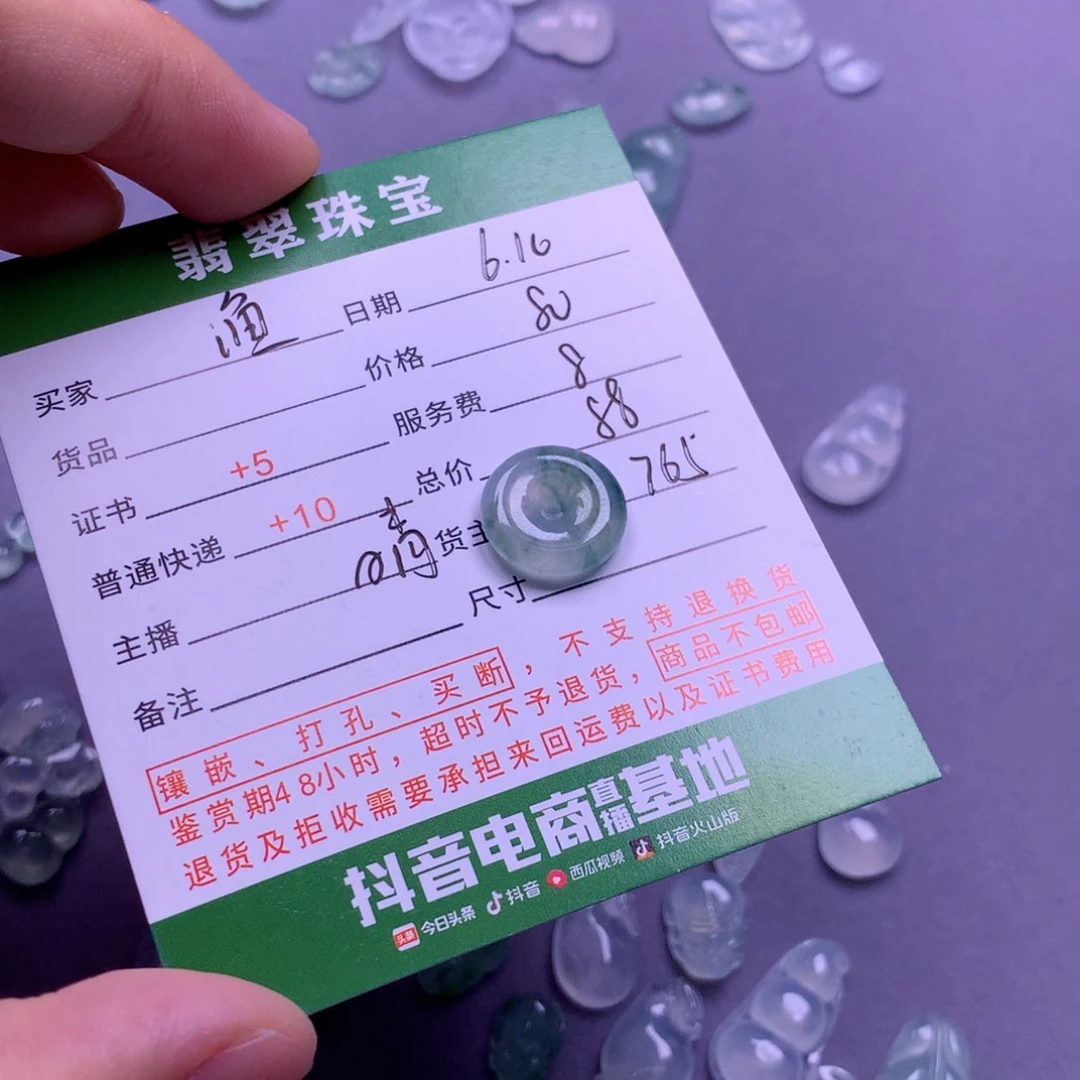 翡翠珠宝
买家 渔 日期 6.16
货品 价格 80
证书 +5 服务费 8
普通快递 +10 总价 88
主播 晴 货主 765
备注 尺寸
镶嵌、打孔、买断，不支持退换货
鉴赏期48小时，超时不予退货，商品不包邮
退货及拒收需要承担来回运费以及证书费用
抖音电商直播基地
头条 今日头条 抖音 西瓜视频 抖音火山版